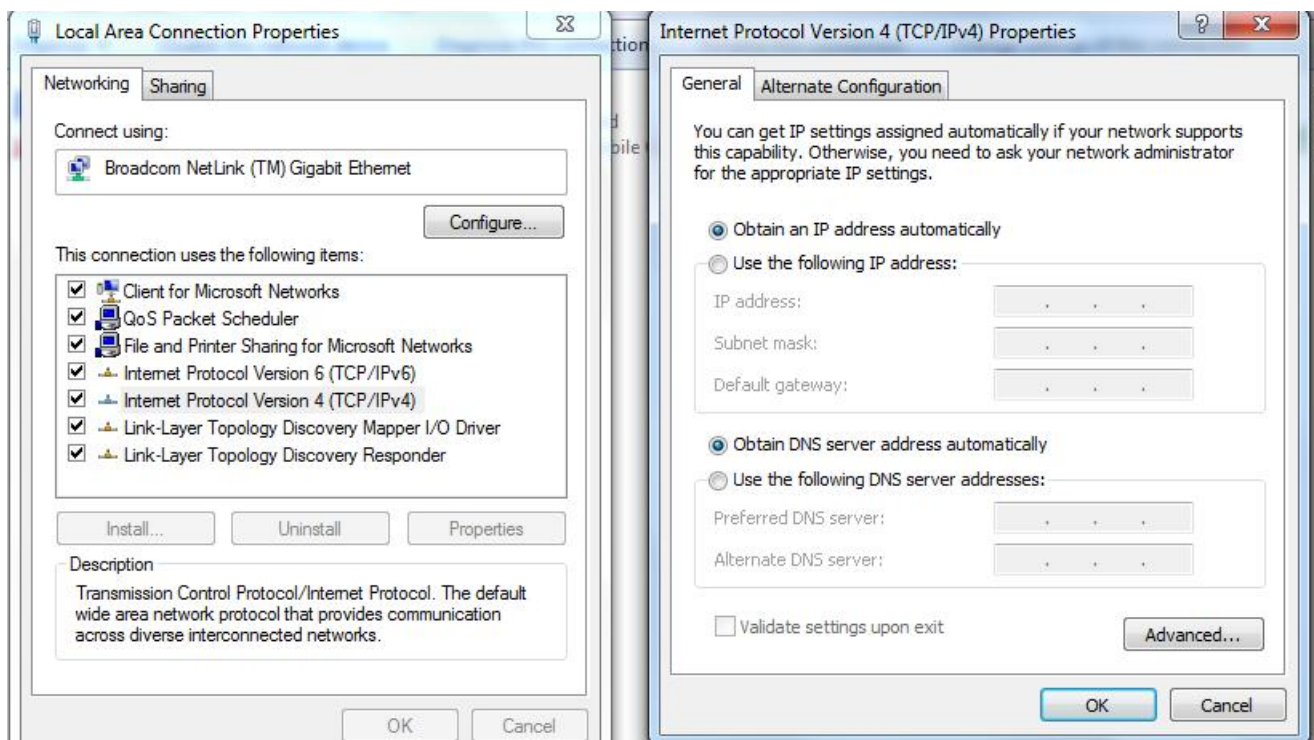 Local Area Connection Properties
Networking
Sharing
Connect using:
Broadcom NetLink (TM) Gigabit Ethernet
Configure...
This connection uses the following items:
Client for Microsoft Networks
QoS Packet Scheduler
File and Printer Sharing for Microsoft Networks
Internet Protocol Version 6 (TCP/IPv6)
Internet Protocol Version 4 (TCP/IPv4)
Link-Layer Topology Discovery Mapper I/O Driver
Link-Layer Topology Discovery Responder
Install...
Uninstall
Properties
Description
Transmission Control Protocol/Internet Protocol. The default
wide area network protocol that provides communication
across diverse interconnected networks.
OK
Cancel
Internet Protocol Version 4 (TCP/IPv4) Properties
General
Alternate Configuration
You can get IP settings assigned automatically if your network supports
this capability. Otherwise, you need to ask your network administrator
for the appropriate IP settings.
Obtain an IP address automatically
Use the following IP address:
IP address:
Subnet mask:
Default gateway:
Obtain DNS server address automatically
Use the following DNS server addresses:
Preferred DNS server:
Alternate DNS server:
Validate settings upon exit
Advanced...
OK
Cancel